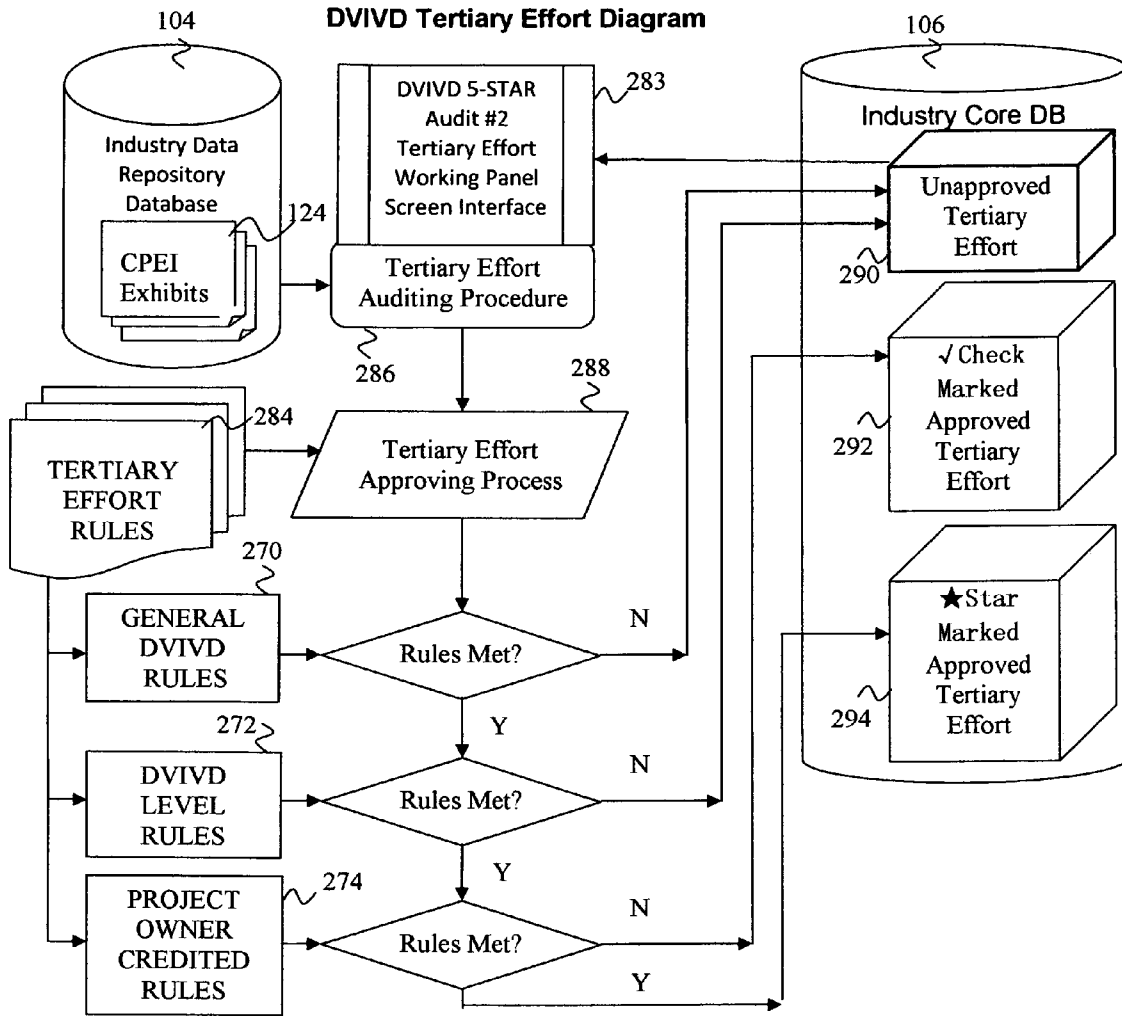 DVIVD Tertiary Effort Diagram
104
106
283
DVIVD 5-STAR
Audit #2
Tertiary Effort
Working Panel
Screen Interface
Industry Data
Repository
Database
124
CPEI
Exhibits
Tertiary Effort
Auditing Procedure
286
Industry Core DB
Unapproved
Tertiary
Effort
290
√Check
Marked
Approved
Tertiary
Effort
292
★Star
Marked
Approved
Tertiary
Effort
294
284
TERTIARY
EFFORT
RULES
288
Tertiary Effort
Approving Process
270
GENERAL
DVIVD
RULES
Rules Met?
N
Y
272
DVIVD
LEVEL
RULES
Rules Met?
N
Y
274
PROJECT
OWNER
CREDITED
RULES
Rules Met?
N
Y